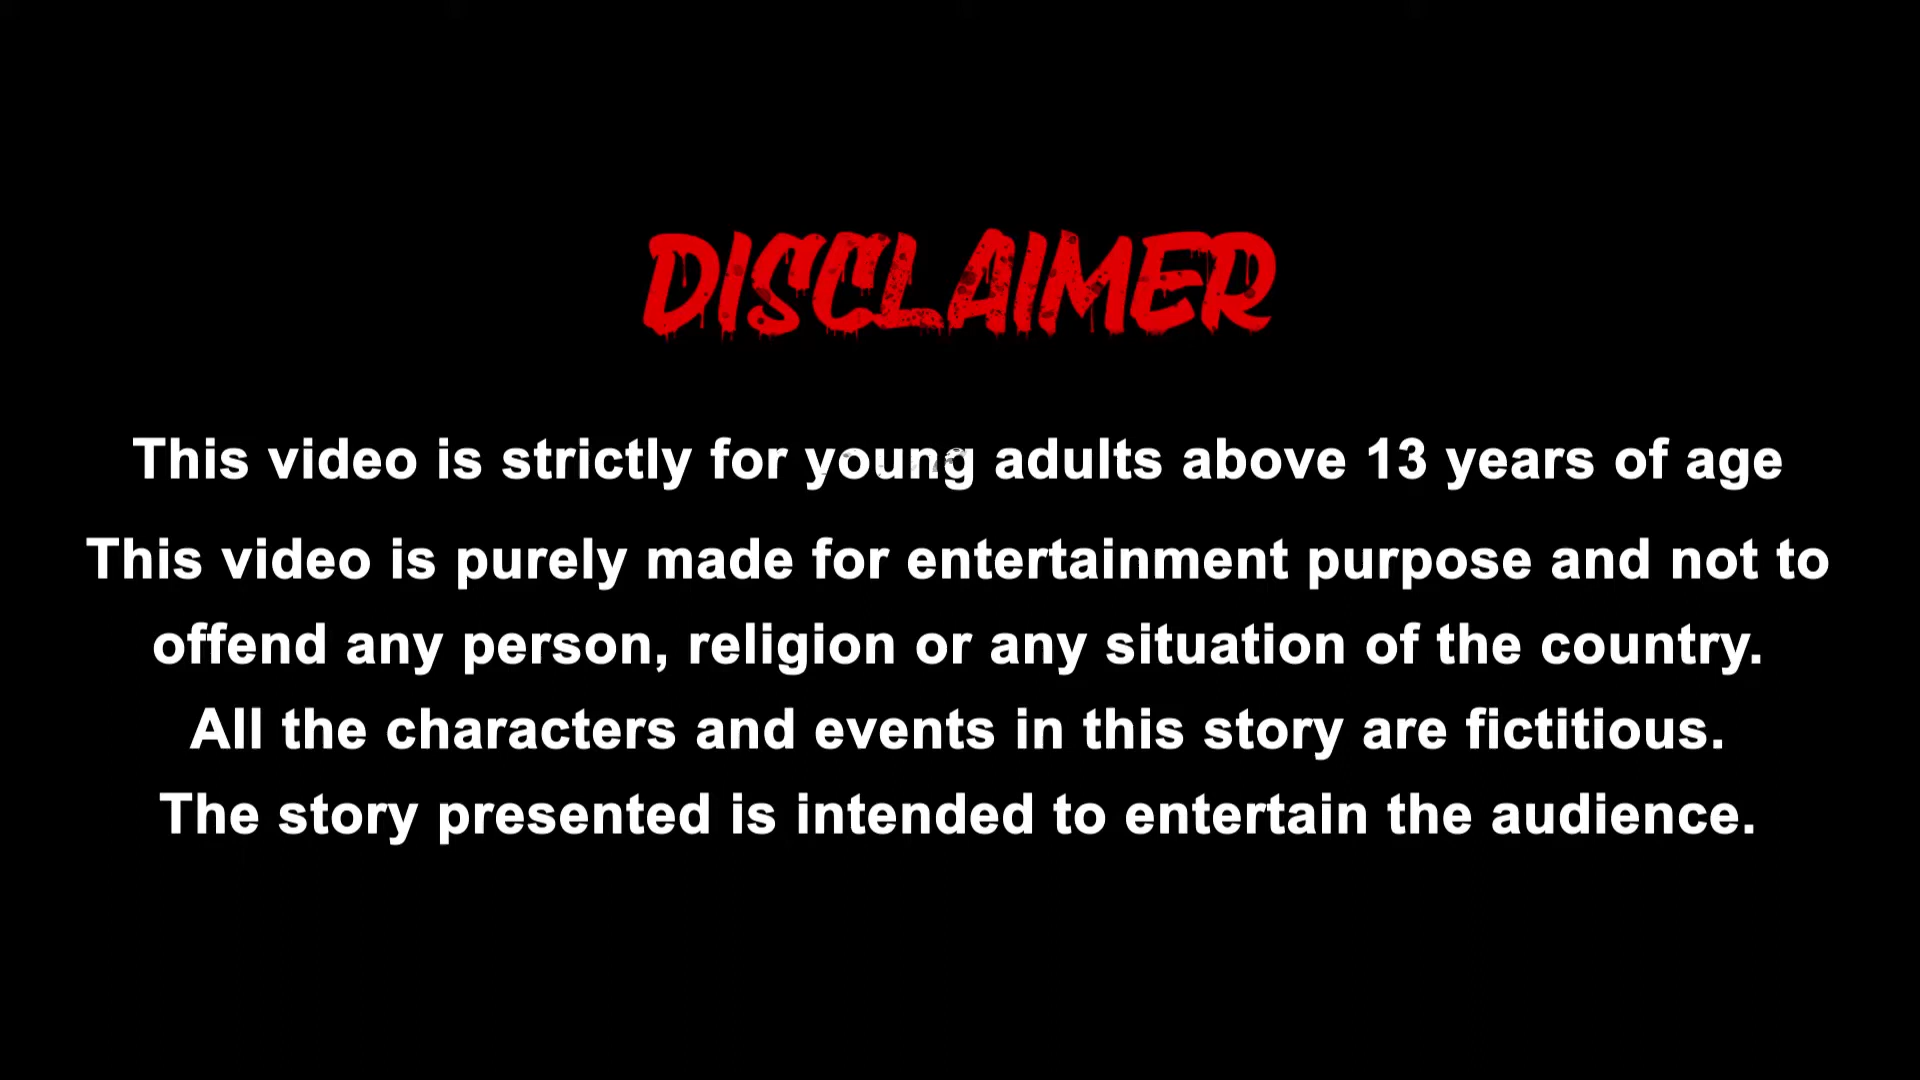 DISCLAIMER
This video is strictly for young adults above 13 years of age
This video is purely made for entertainment purpose and not to
offend any person, religion or any situation of the country.
All the characters and events in this story are fictitious.
The story presented is intended to entertain the audience.